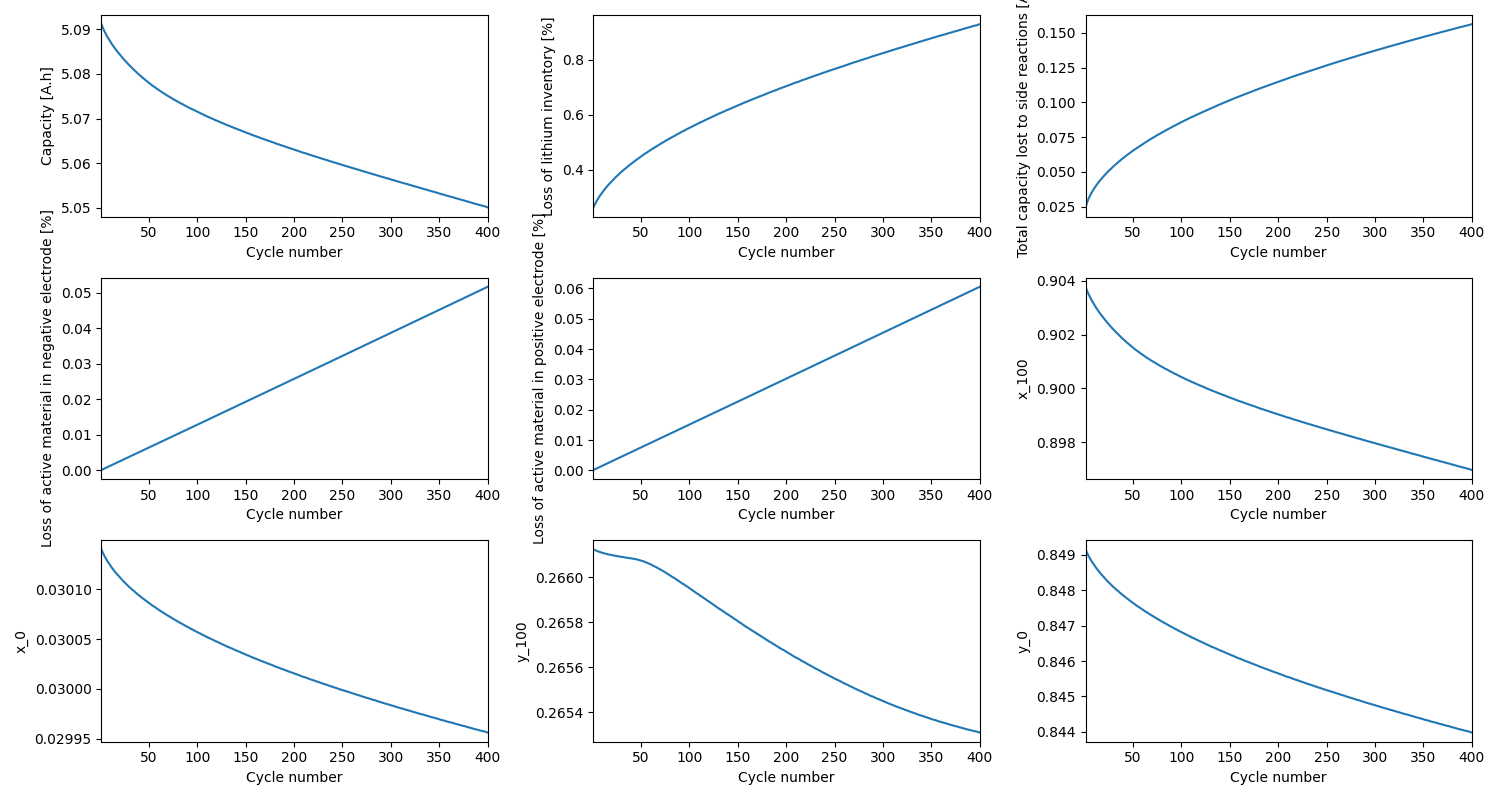 Capacity [A.h]
5.09
5.08
5.07
5.06
5.05
50 100 150 200 250 300 350 400
Cycle number
Loss of lithium inventory [%]
0.8
0.6
0.4
50 100 150 200 250 300 350 400
Cycle number
Total capacity lost to side reactions [
0.150
0.125
0.100
0.075
0.050
0.025
50 100 150 200 250 300 350 400
Cycle number
Loss of active material in negative electrode [%]
0.05
0.04
0.03
0.02
0.01
0.00
50 100 150 200 250 300 350 400
Cycle number
Loss of active material in positive electrode [%]
0.06
0.05
0.04
0.03
0.02
0.01
0.00
50 100 150 200 250 300 350 400
Cycle number
x_100
0.904
0.902
0.900
0.898
50 100 150 200 250 300 350 400
Cycle number
x_0
0.03010
0.03005
0.03000
0.02995
50 100 150 200 250 300 350 400
Cycle number
y_100
0.2660
0.2658
0.2656
0.2654
50 100 150 200 250 300 350 400
Cycle number
y_0
0.849
0.848
0.847
0.846
0.845
0.844
50 100 150 200 250 300 350 400
Cycle number